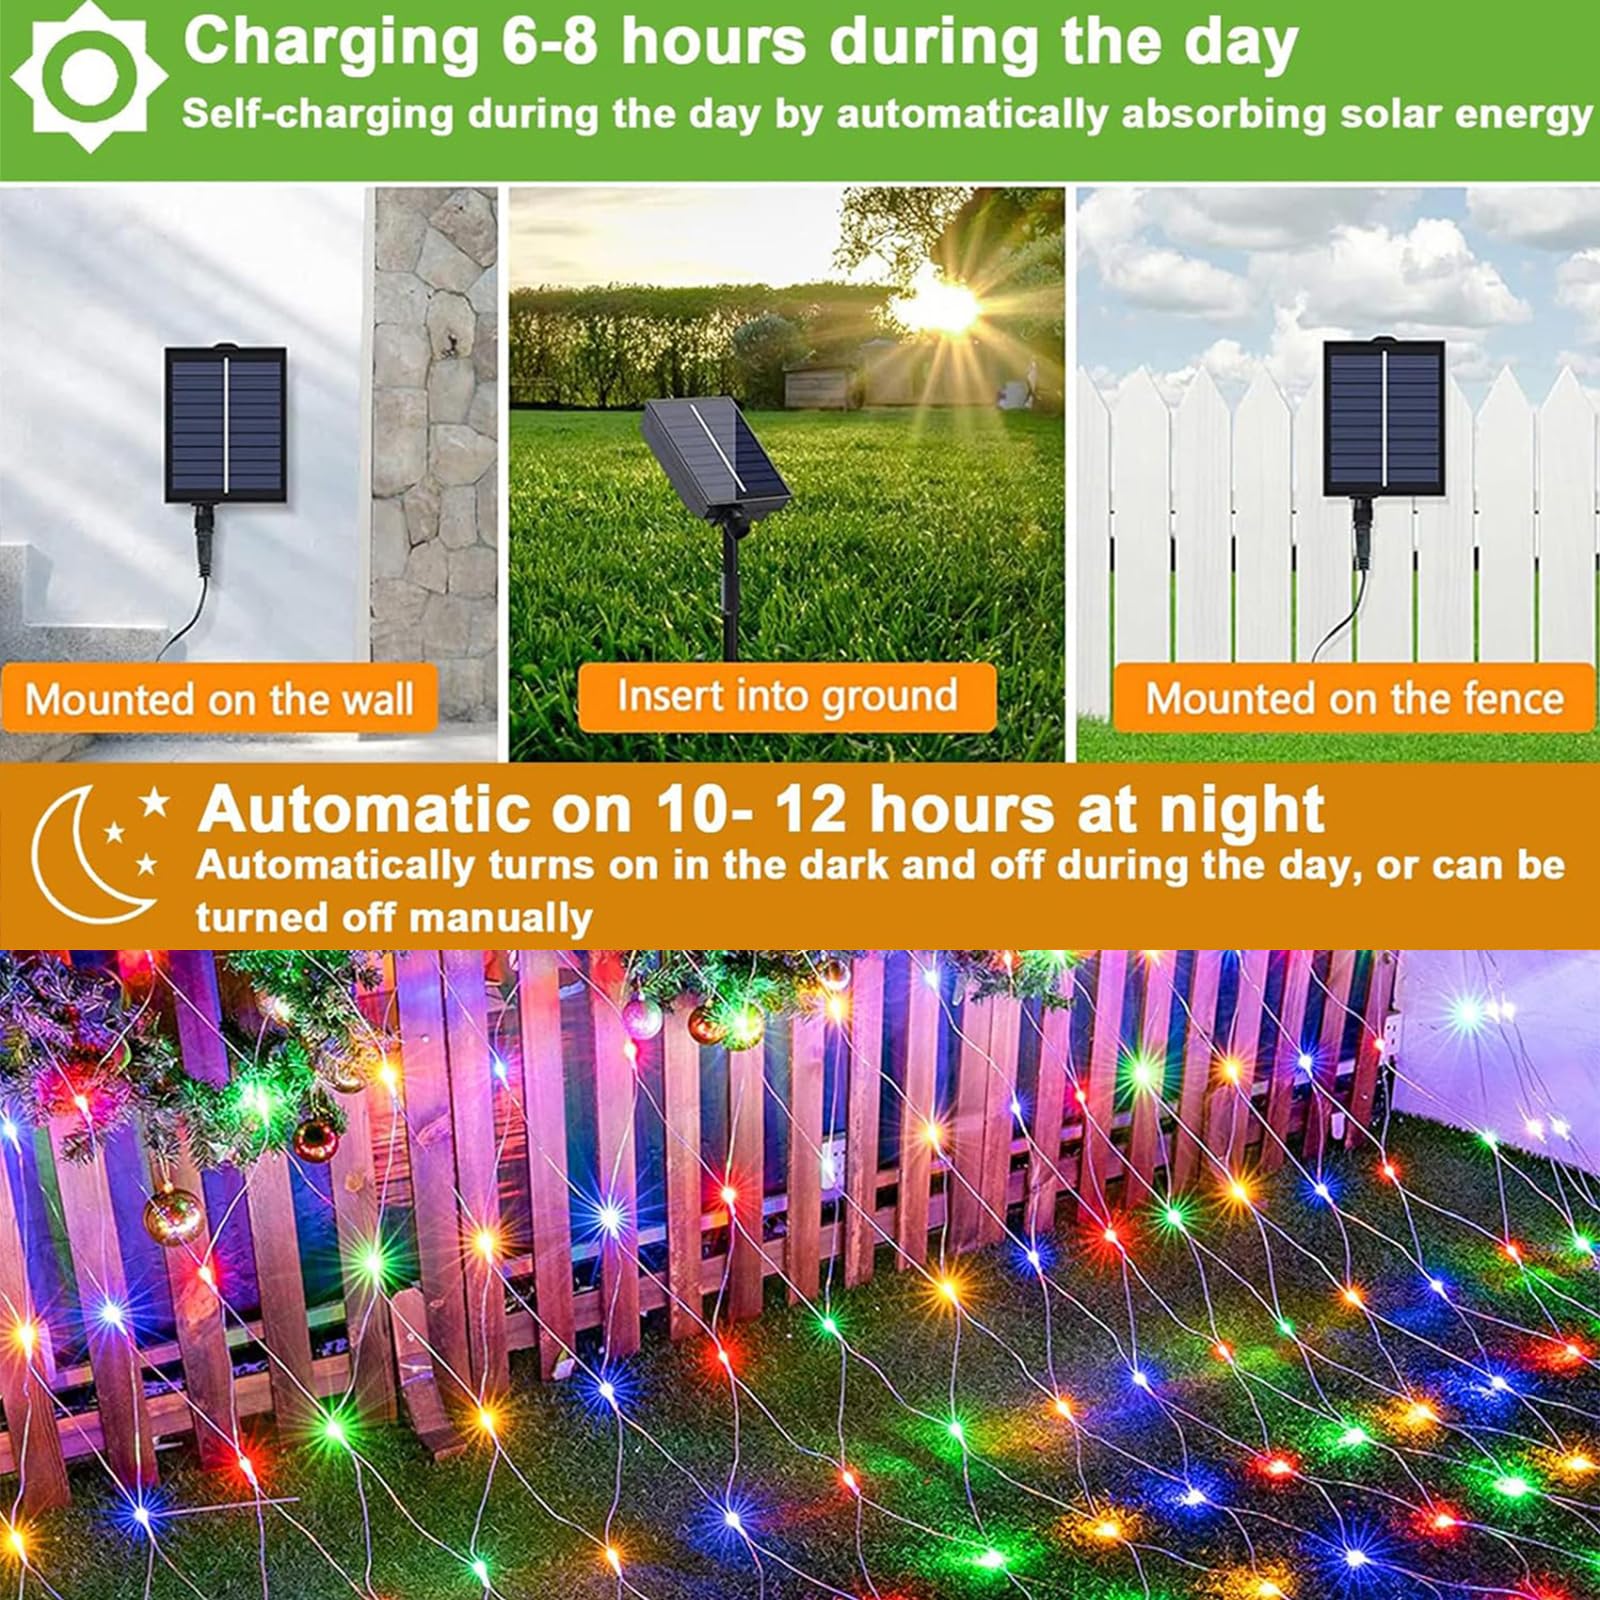 Charging 6-8 hours during the day
Self-charging during the day by automatically absorbing solar energy
Mounted on the wall
Insert into ground
Mounted on the fence
Automatic on 10- 12 hours at night
Automatically turns on in the dark and off during the day, or can be
turned off manually